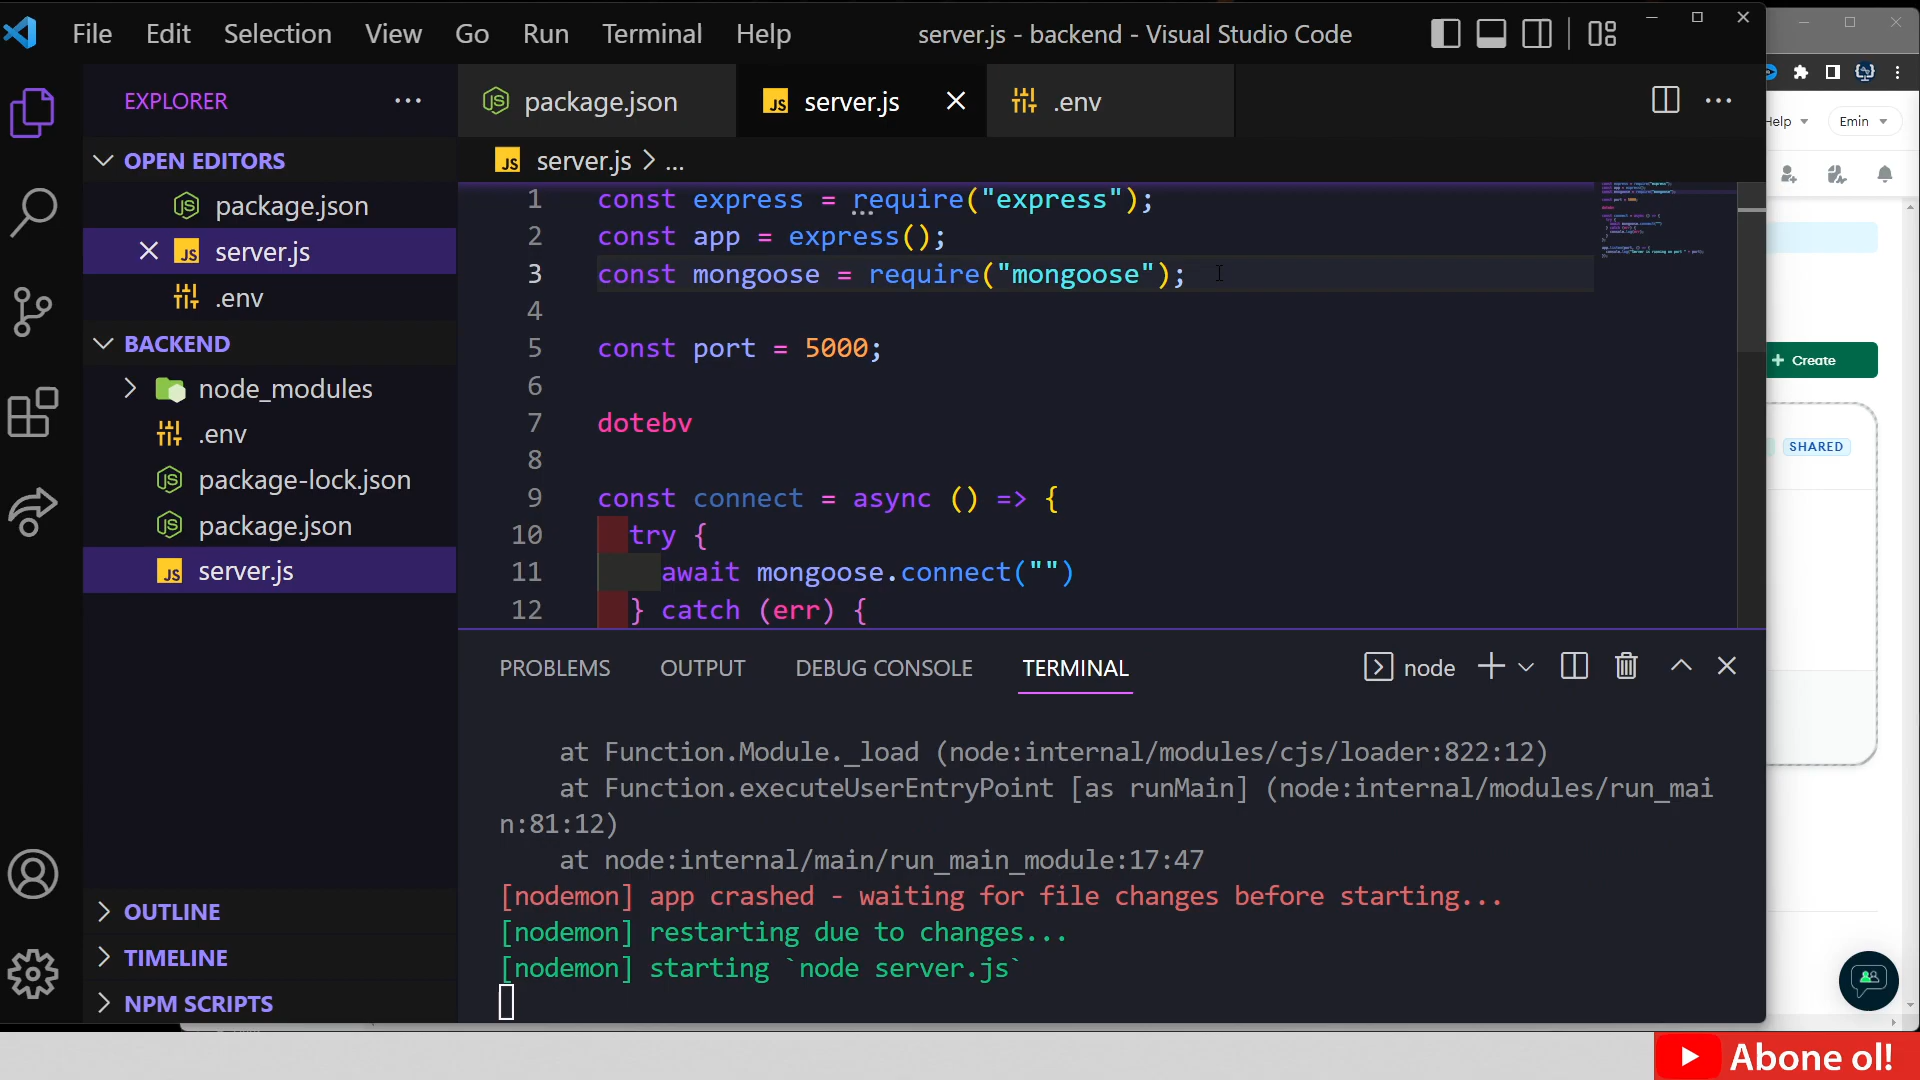 File Edit Selection View Go Run Terminal Help
server.js - backend - Visual Studio Code
EXPLORER
OPEN EDITORS
package.json
server.js
.env
BACKEND
node_modules
.env
package-lock.json
package.json
server.js
OUTLINE
TIMELINE
NPM SCRIPTS
package.json server.js .env
server.js > ...
1 const express = require("express");
2 const app = express();
3 const mongoose = require("mongoose");
4
5 const port = 5000;
6
7 dotebv
8
9 const connect = async () => {
10 try {
11 await mongoose.connect("")
12 } catch (err) {
PROBLEMS OUTPUT DEBUG CONSOLE TERMINAL node
at Function.Module._load (node:internal/modules/cjs/loader:822:12)
at Function.executeUserEntryPoint [as runMain] (node:internal/modules/run_mai
n:81:12)
at node:internal/main/run_main_module:17:47
[nodemon] app crashed - waiting for file changes before starting...
[nodemon] restarting due to changes...
[nodemon] starting `node server.js`
Help Emin
+ Create
SHARED
Abone ol!